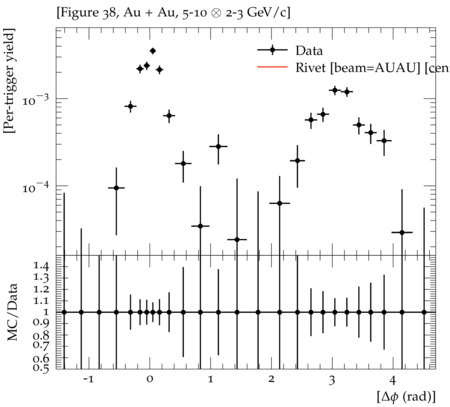 [Figure 38, Au + Au, 5-10 ⊗ 2-3 GeV/c]
[Per-trigger yield]
Data
Rivet [beam=AUAU] [cen
10⁻³
10⁻⁴
MC/Data
1.4
1.3
1.2
1.1
1
0.9
0.8
0.7
0.6
0.5
-1 0 1 2 3 4
[Δϕ (rad)]